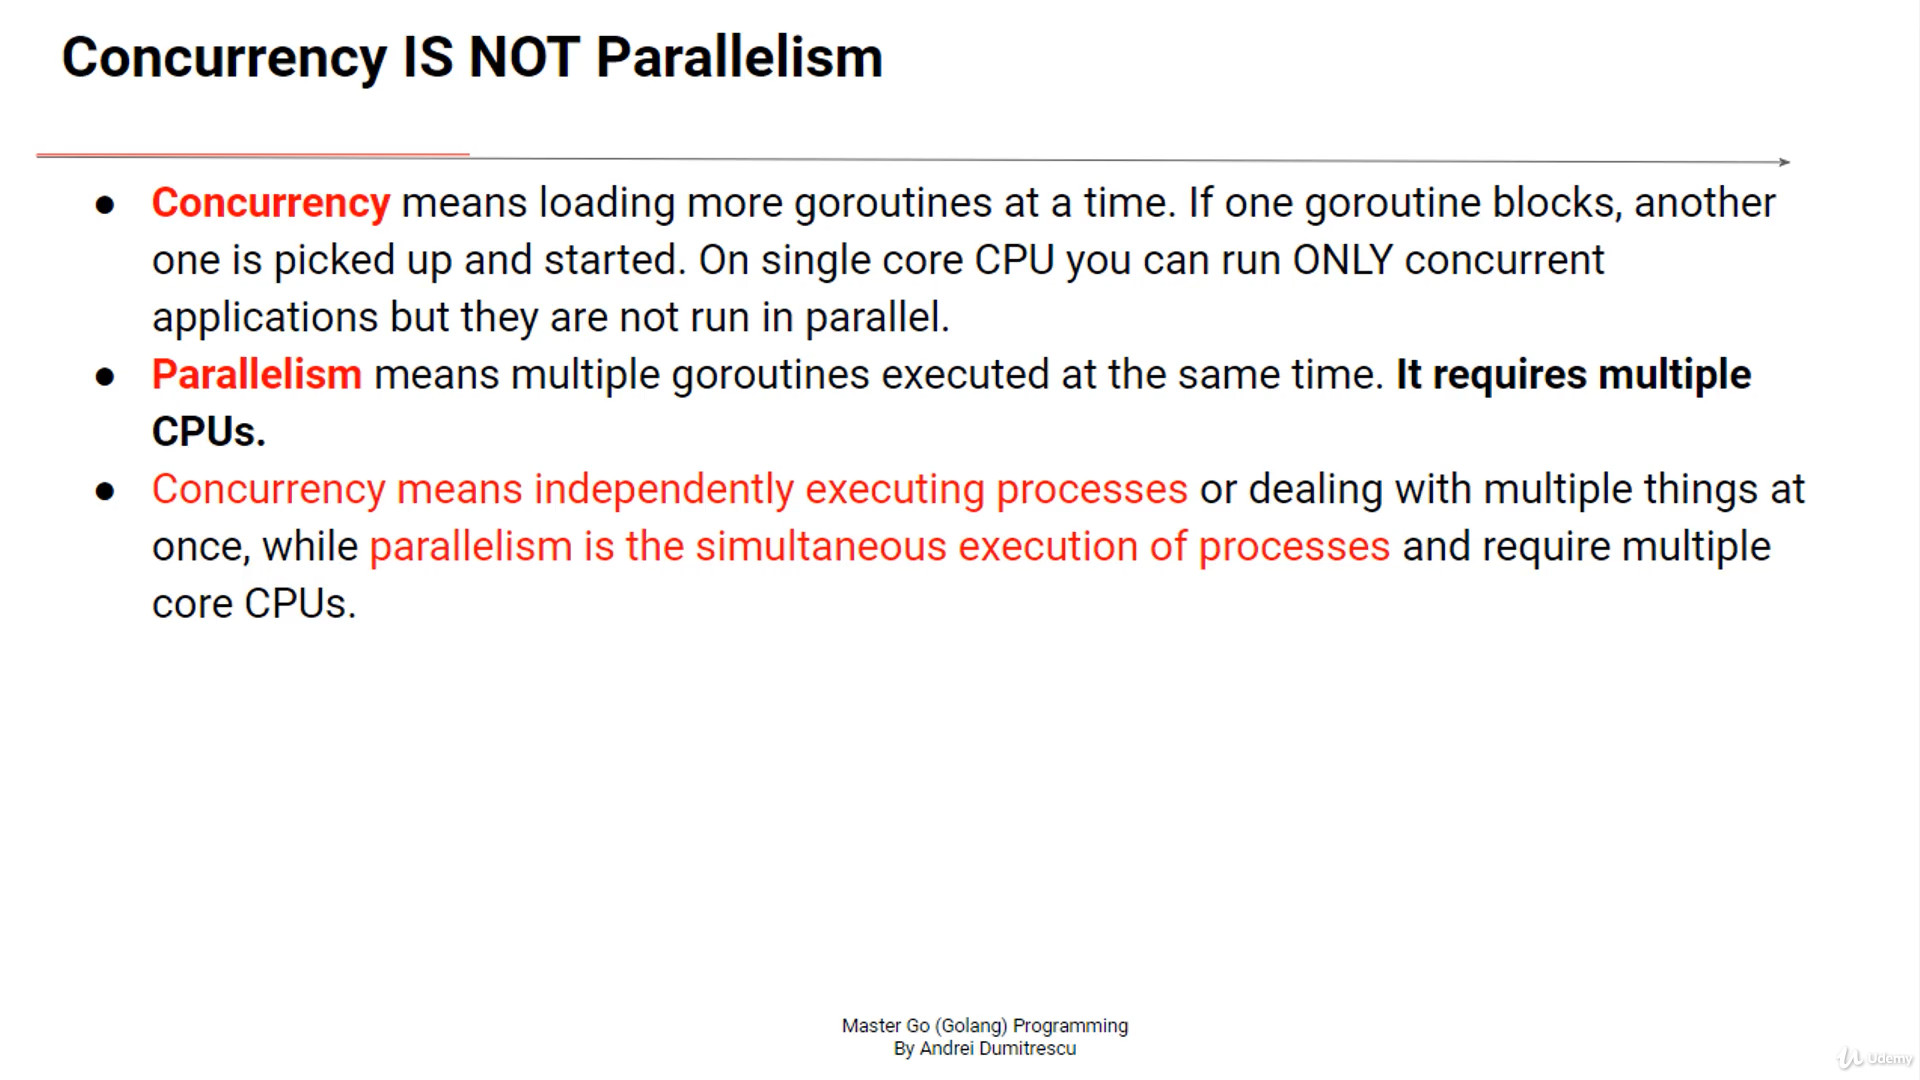 Concurrency IS NOT Parallelism
● Concurrency means loading more goroutines at a time. If one goroutine blocks, another
one is picked up and started. On single core CPU you can run ONLY concurrent
applications but they are not run in parallel.
● Parallelism means multiple goroutines executed at the same time. It requires multiple
CPUs.
● Concurrency means independently executing processes or dealing with multiple things at
once, while parallelism is the simultaneous execution of processes and require multiple
core CPUs.
Master Go (Golang) Programming
By Andrei Dumitrescu
Udemy